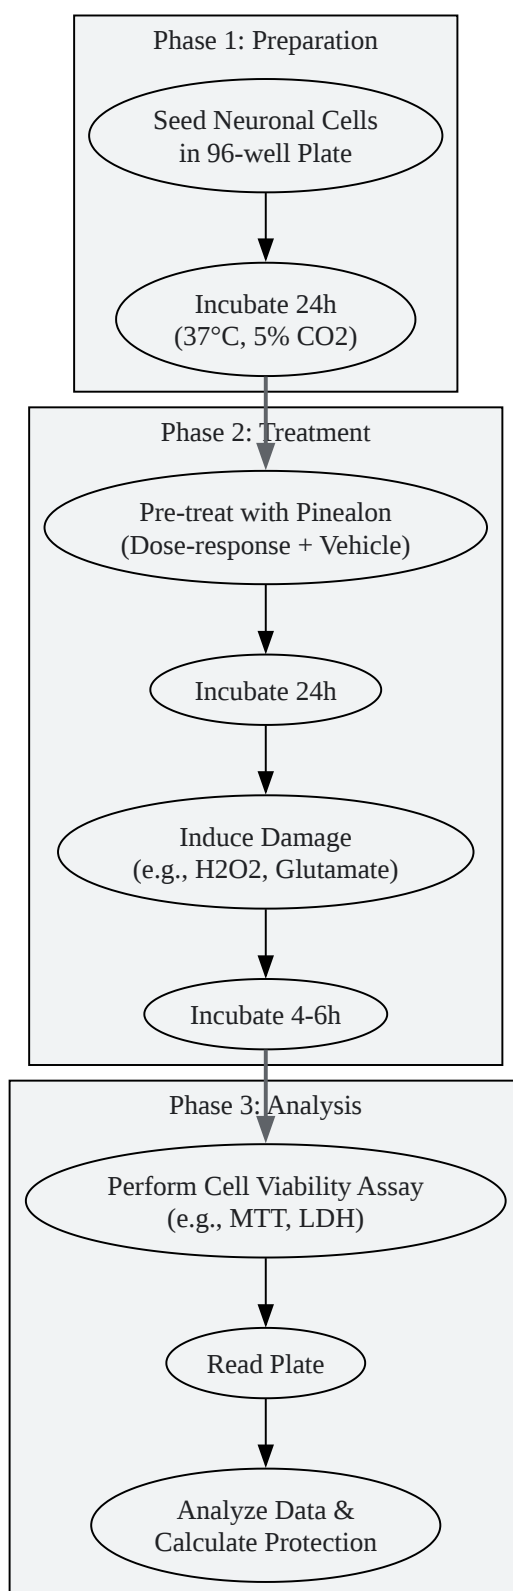 Phase 1: Preparation
Seed Neuronal Cells
in 96-well Plate
Incubate 24h
(37°C, 5% CO2)
Phase 2: Treatment
Pre-treat with Pinealon
(Dose-response + Vehicle)
Incubate 24h
Induce Damage
(e.g., H2O2, Glutamate)
Incubate 4-6h
Phase 3: Analysis
Perform Cell Viability Assay
(e.g., MTT, LDH)
Read Plate
Analyze Data &
Calculate Protection